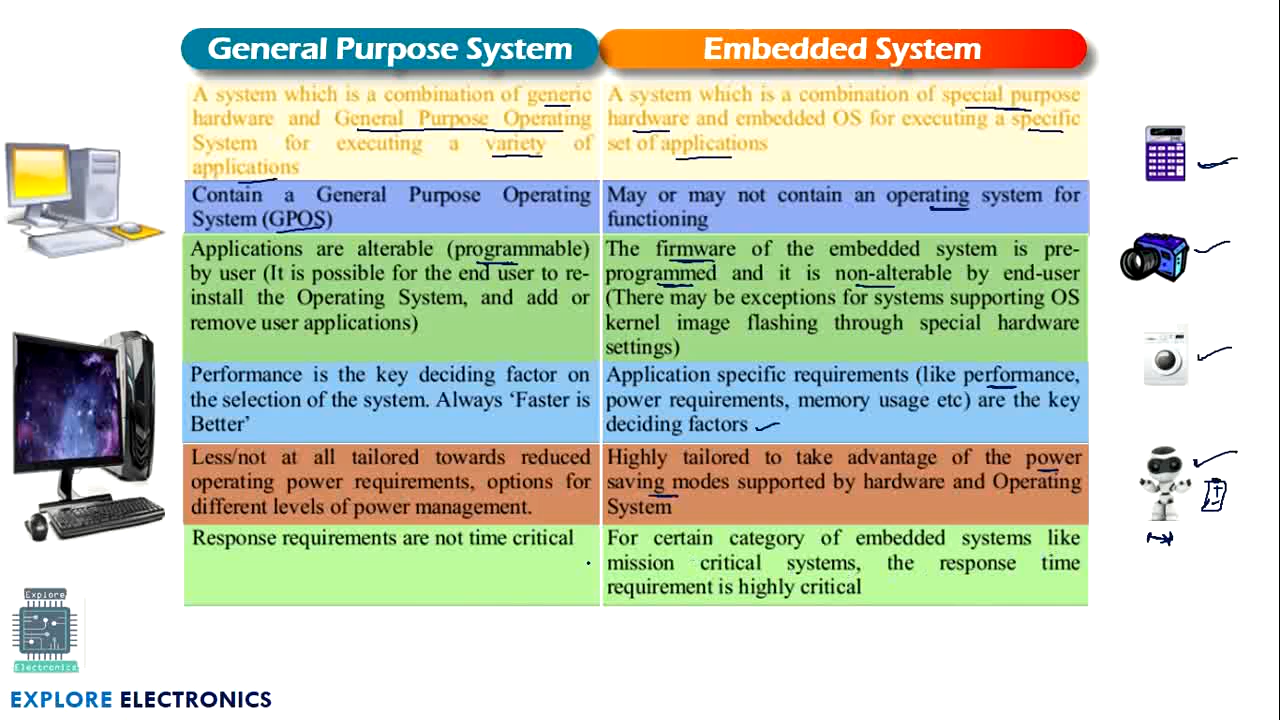 General Purpose System
Embedded System
A system which is a combination of generic
hardware and General Purpose Operating
System for executing a variety of
applications
A system which is a combination of special purpose
hardware and embedded OS for executing a specific
set of applications
Contain a General Purpose Operating
System (GPOS)
May or may not contain an operating system for
functioning
Applications are alterable (programmable)
by user (It is possible for the end user to re-
install the Operating System, and add or
remove user applications)
The firmware of the embedded system is pre-
programmed and it is non-alterable by end-user
(There may be exceptions for systems supporting OS
kernel image flashing through special hardware
settings)
Performance is the key deciding factor on
the selection of the system. Always ‘Faster is
Better’
Application specific requirements (like performance,
power requirements, memory usage etc) are the key
deciding factors
Less/not at all tailored towards reduced
operating power requirements, options for
different levels of power management.
Highly tailored to take advantage of the power
saving modes supported by hardware and Operating
System
Response requirements are not time critical
For certain category of embedded systems like
mission critical systems, the response time
requirement is highly critical
Explore
Electronics
EXPLORE ELECTRONICS